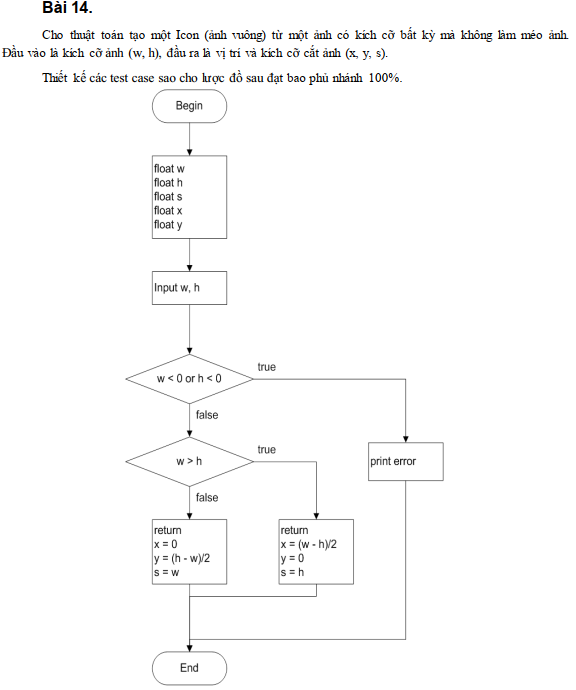 Bài 14.
Cho thuật toán tạo một Icon (ảnh vuông) từ một ảnh có kích cỡ bất kỳ mà không làm méo ảnh.
Đầu vào là kích cỡ ảnh (w, h), đầu ra là vị trí và kích cỡ cắt ảnh (x, y, s).
Thiết kế các test case sao cho lược đồ sau đạt bao phủ nhánh 100%.
Begin
float w
float h
float s
float x
float y
Input w, h
w < 0 or h < 0
true
false
w > h
true
false
print error
return
x = 0
y = (h - w)/2
s = w
return
x = (w - h)/2
y = 0
s = h
End